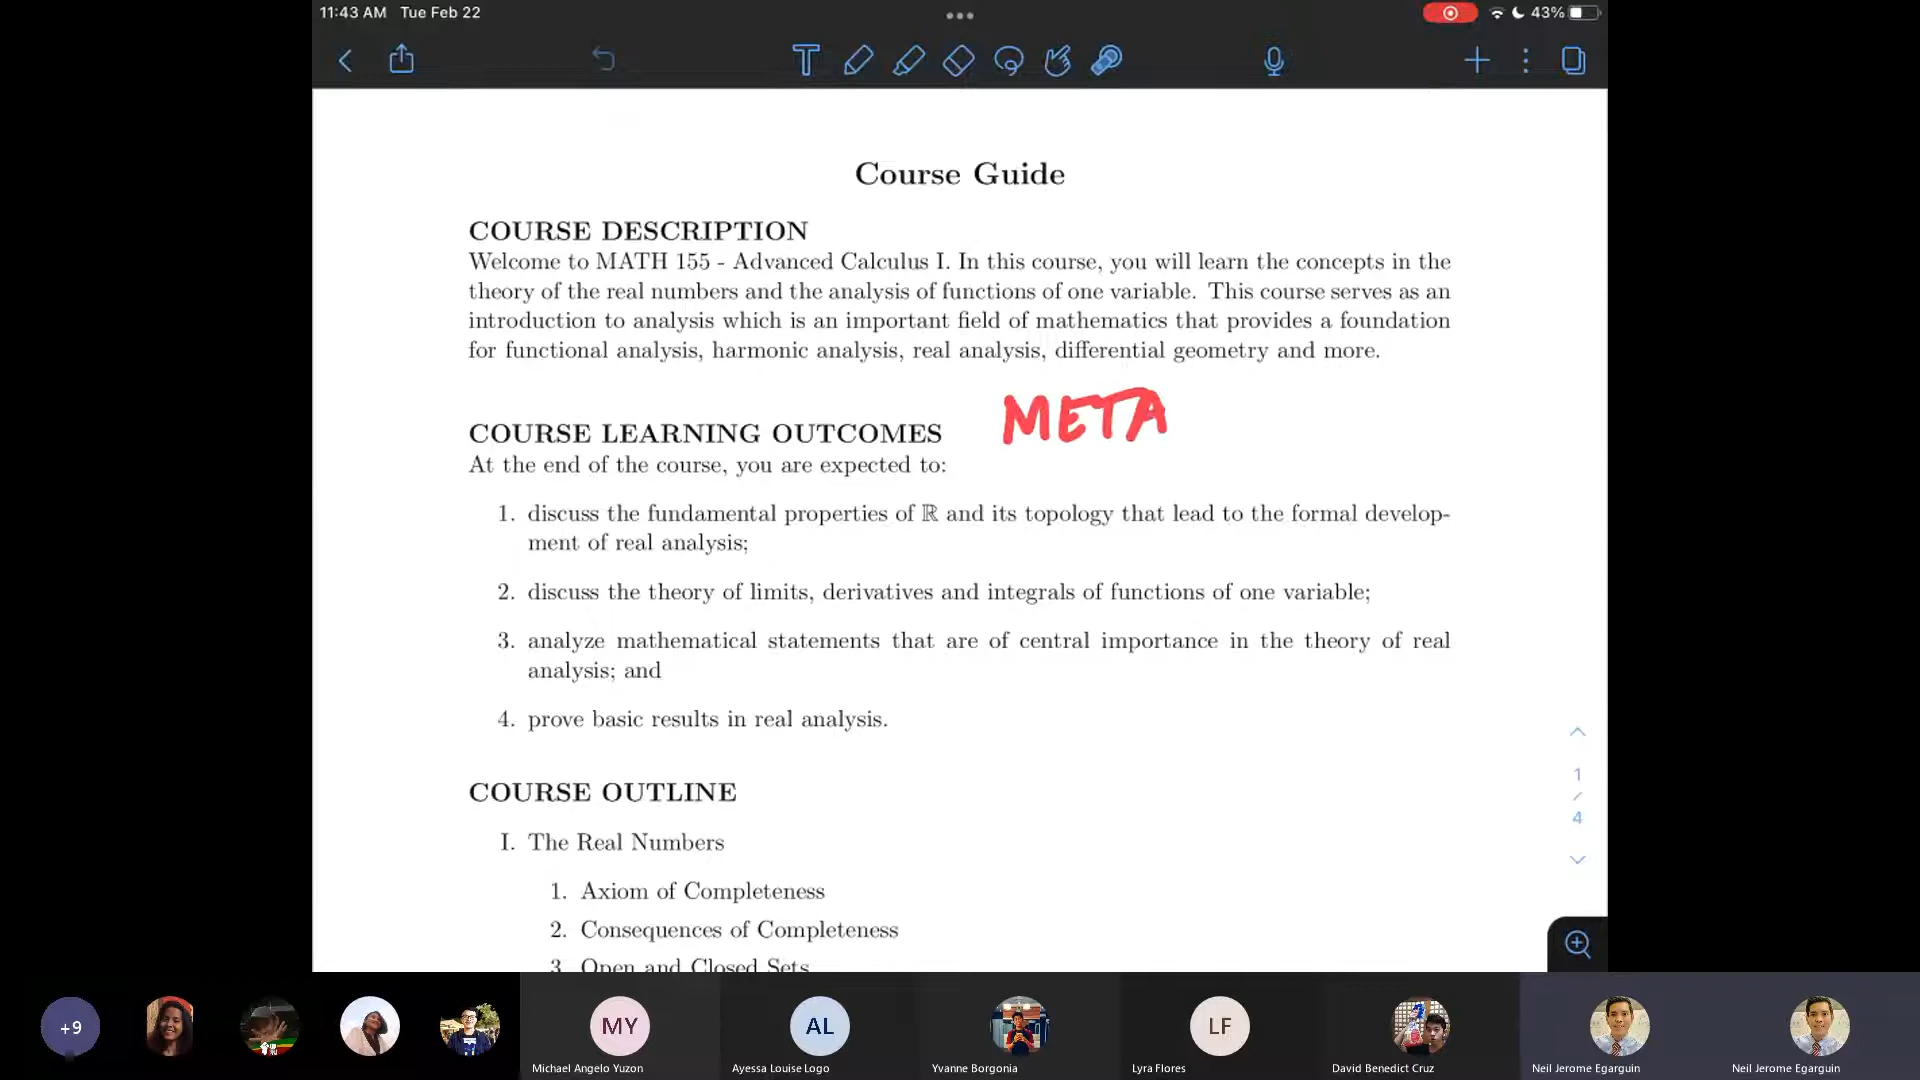 11:43 AM Tue Feb 22
43%
Course Guide
COURSE DESCRIPTION
Welcome to MATH 155 - Advanced Calculus I. In this course, you will learn the concepts in the
theory of the real numbers and the analysis of functions of one variable. This course serves as an
introduction to analysis which is an important field of mathematics that provides a foundation
for functional analysis, harmonic analysis, real analysis, differential geometry and more.
META
COURSE LEARNING OUTCOMES
At the end of the course, you are expected to:
1. discuss the fundamental properties of ℝ and its topology that lead to the formal develop-
ment of real analysis;
2. discuss the theory of limits, derivatives and integrals of functions of one variable;
3. analyze mathematical statements that are of central importance in the theory of real
analysis; and
4. prove basic results in real analysis.
1
/
4
COURSE OUTLINE
I. The Real Numbers
1. Axiom of Completeness
2. Consequences of Completeness
3. Open and Closed Sets
+9
MY
AL
LF
Michael Angelo Yuzon
Ayessa Louise Logo
Yvanne Borgonia
Lyra Flores
David Benedict Cruz
Neil Jerome Egarguin
Neil Jerome Egarguin